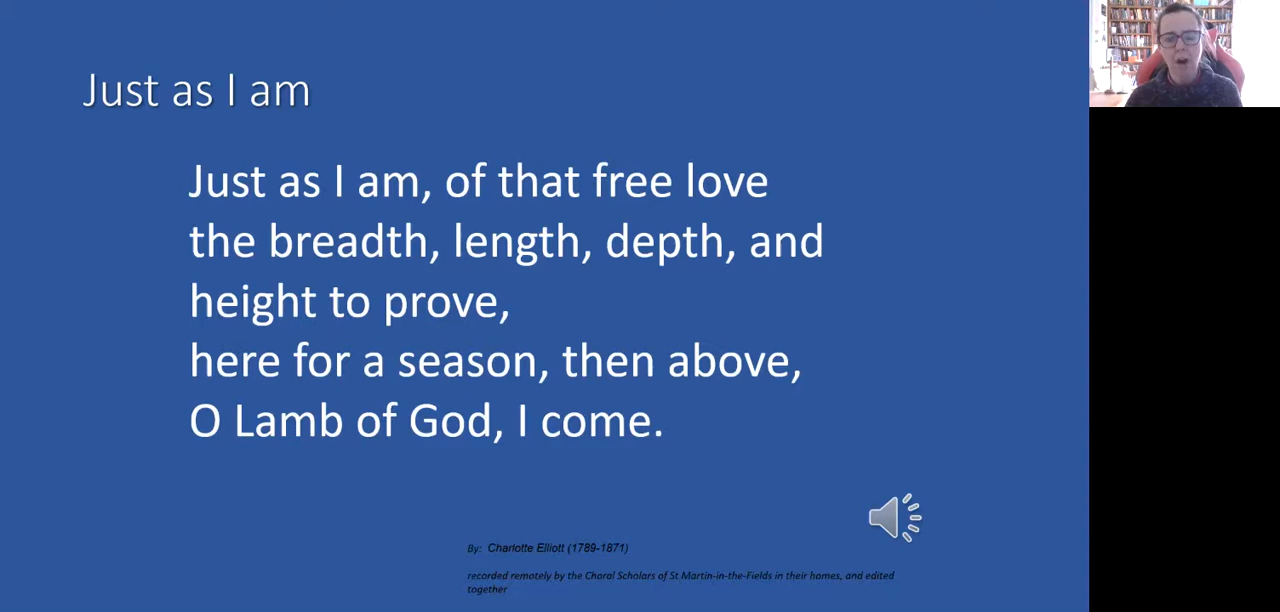 Just as I am
Just as I am, of that free love
the breadth, length, depth, and
height to prove,
here for a season, then above,
O Lamb of God, I come.
By: Charlotte Elliott (1789-1871)
recorded remotely by the Choral Scholars of St Martin-in-the-Fields in their homes, and edited
together